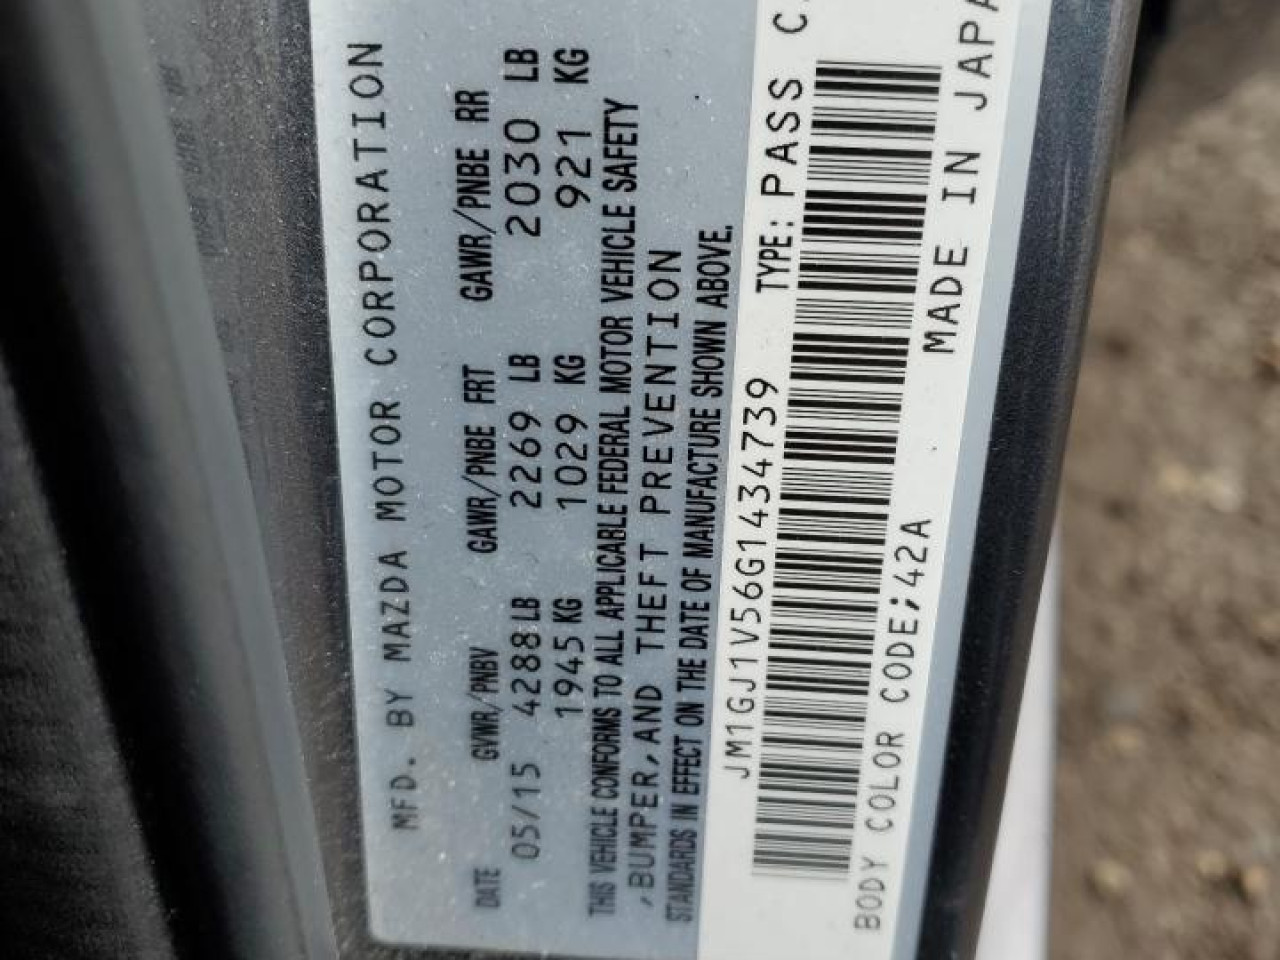 MFD. BY MAZDA MOTOR CORPORATION
DATE GVWR/PNBV GAWR/PNBE FRT GAWR/PNBE RR
05/15 4288 LB 2269 LB 2030 LB
1945 KG 1029 KG 921 KG
THIS VEHICLE CONFORMS TO ALL APPLICABLE FEDERAL MOTOR VEHICLE SAFETY
,BUMPER,AND THEFT PREVENTION
STANDARDS IN EFFECT ON THE DATE OF MANUFACTURE SHOWN ABOVE.
JM1GJ1V56G1434739 TYPE: PASS C
BODY COLOR CODE;42A MADE IN JAPA